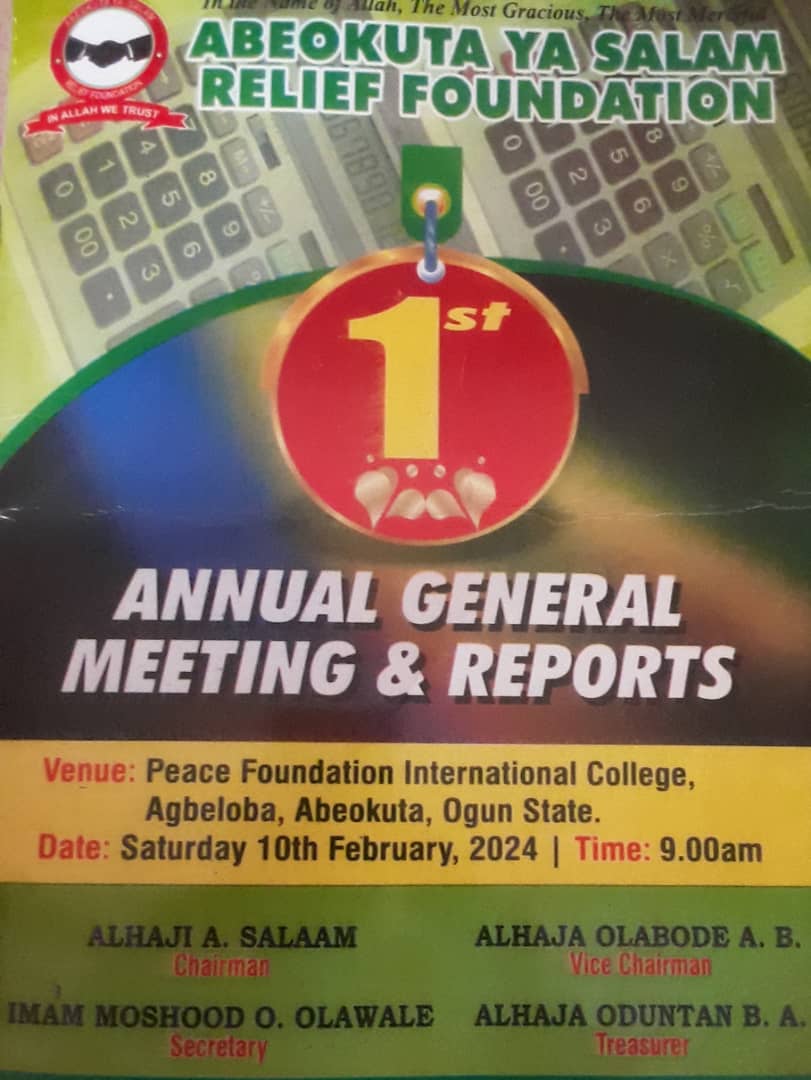 In the Name of Allah, The Most Gracious, The Most Merciful
ABEOKUTA YA SALAM
RELIEF FOUNDATION
RELIEF FOUNDATION
IN ALLAH WE TRUST
1st
ANNUAL GENERAL
MEETING & REPORTS
Venue: Peace Foundation International College,
Agbeloba, Abeokuta, Ogun State.
Date: Saturday 10th February, 2024 | Time: 9.00am
ALHAJI A. SALAAM
Chairman
ALHAJA OLABODE A. B.
Vice Chairman
IMAM MOSHOOD O. OLAWALE
Secretary
ALHAJA ODUNTAN B. A.
Treasurer